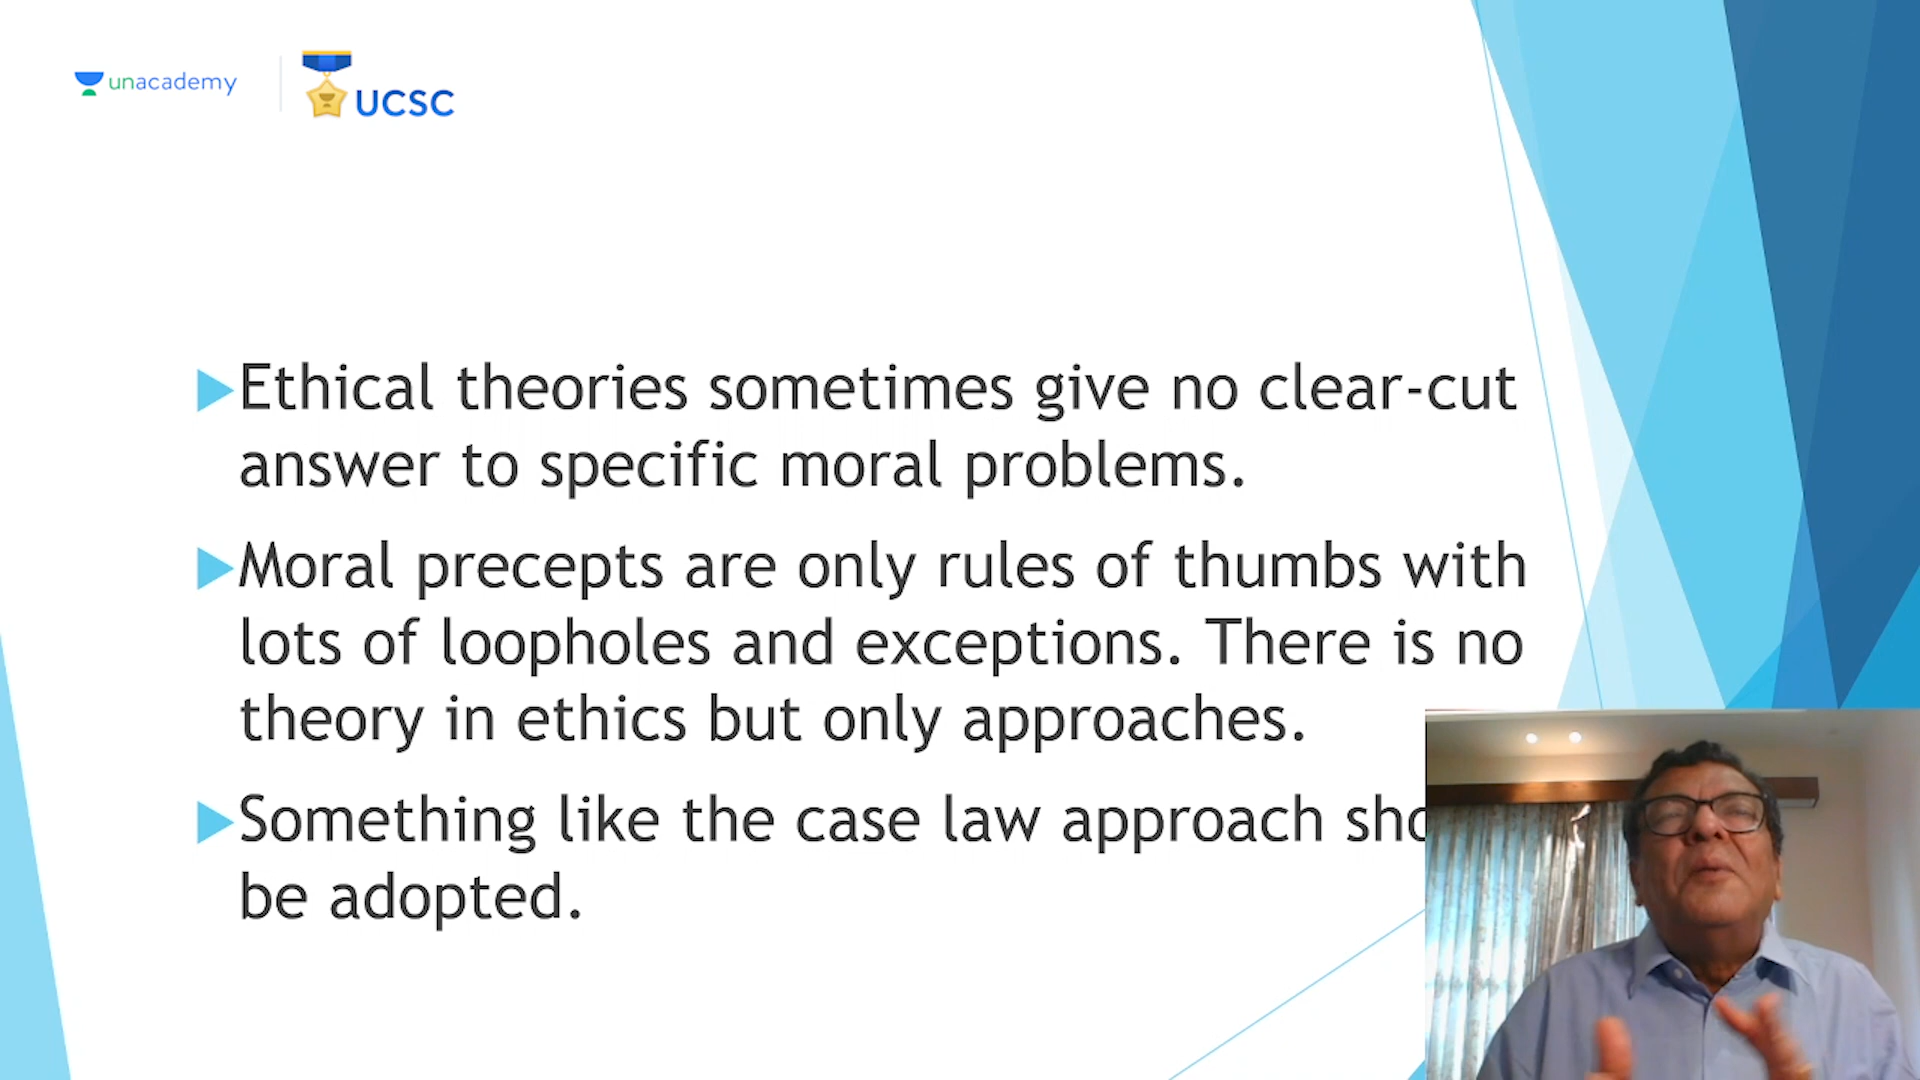 unacademy
UCSC
Ethical theories sometimes give no clear-cut
answer to specific moral problems.
Moral precepts are only rules of thumbs with
lots of loopholes and exceptions. There is no
theory in ethics but only approaches.
Something like the case law approach
be adopted.